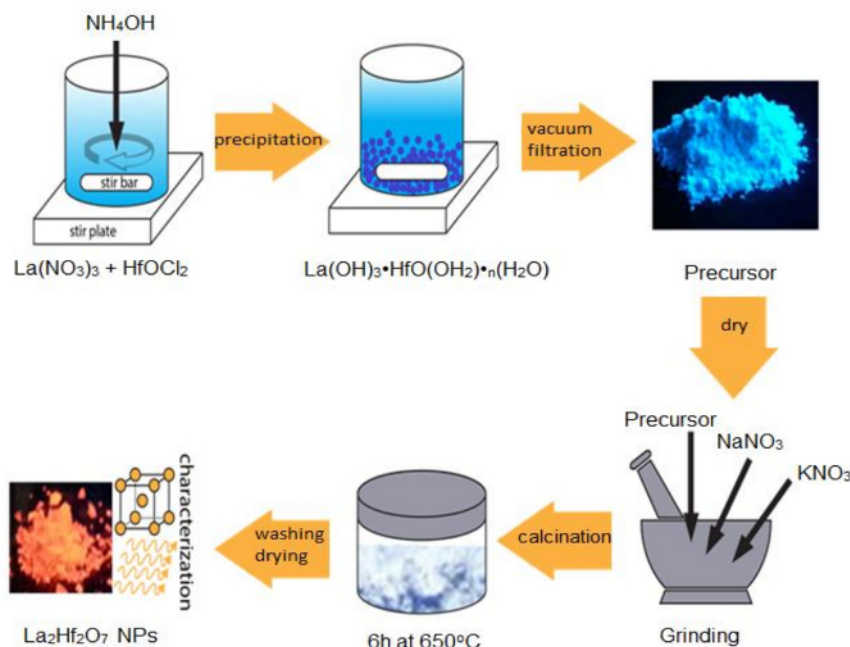 NH₄OH
stir bar
stir plate
La(NO₃)₃ + HfOCl₂
precipitation
La(OH)₃•HfO(OH₂)•ₙ(H₂O)
vacuum
filtration
Precursor
dry
Precursor
NaNO₃
KNO₃
Grinding
calcination
6h at 650ºC
washing
drying
characterization
La₂Hf₂O₇ NPs